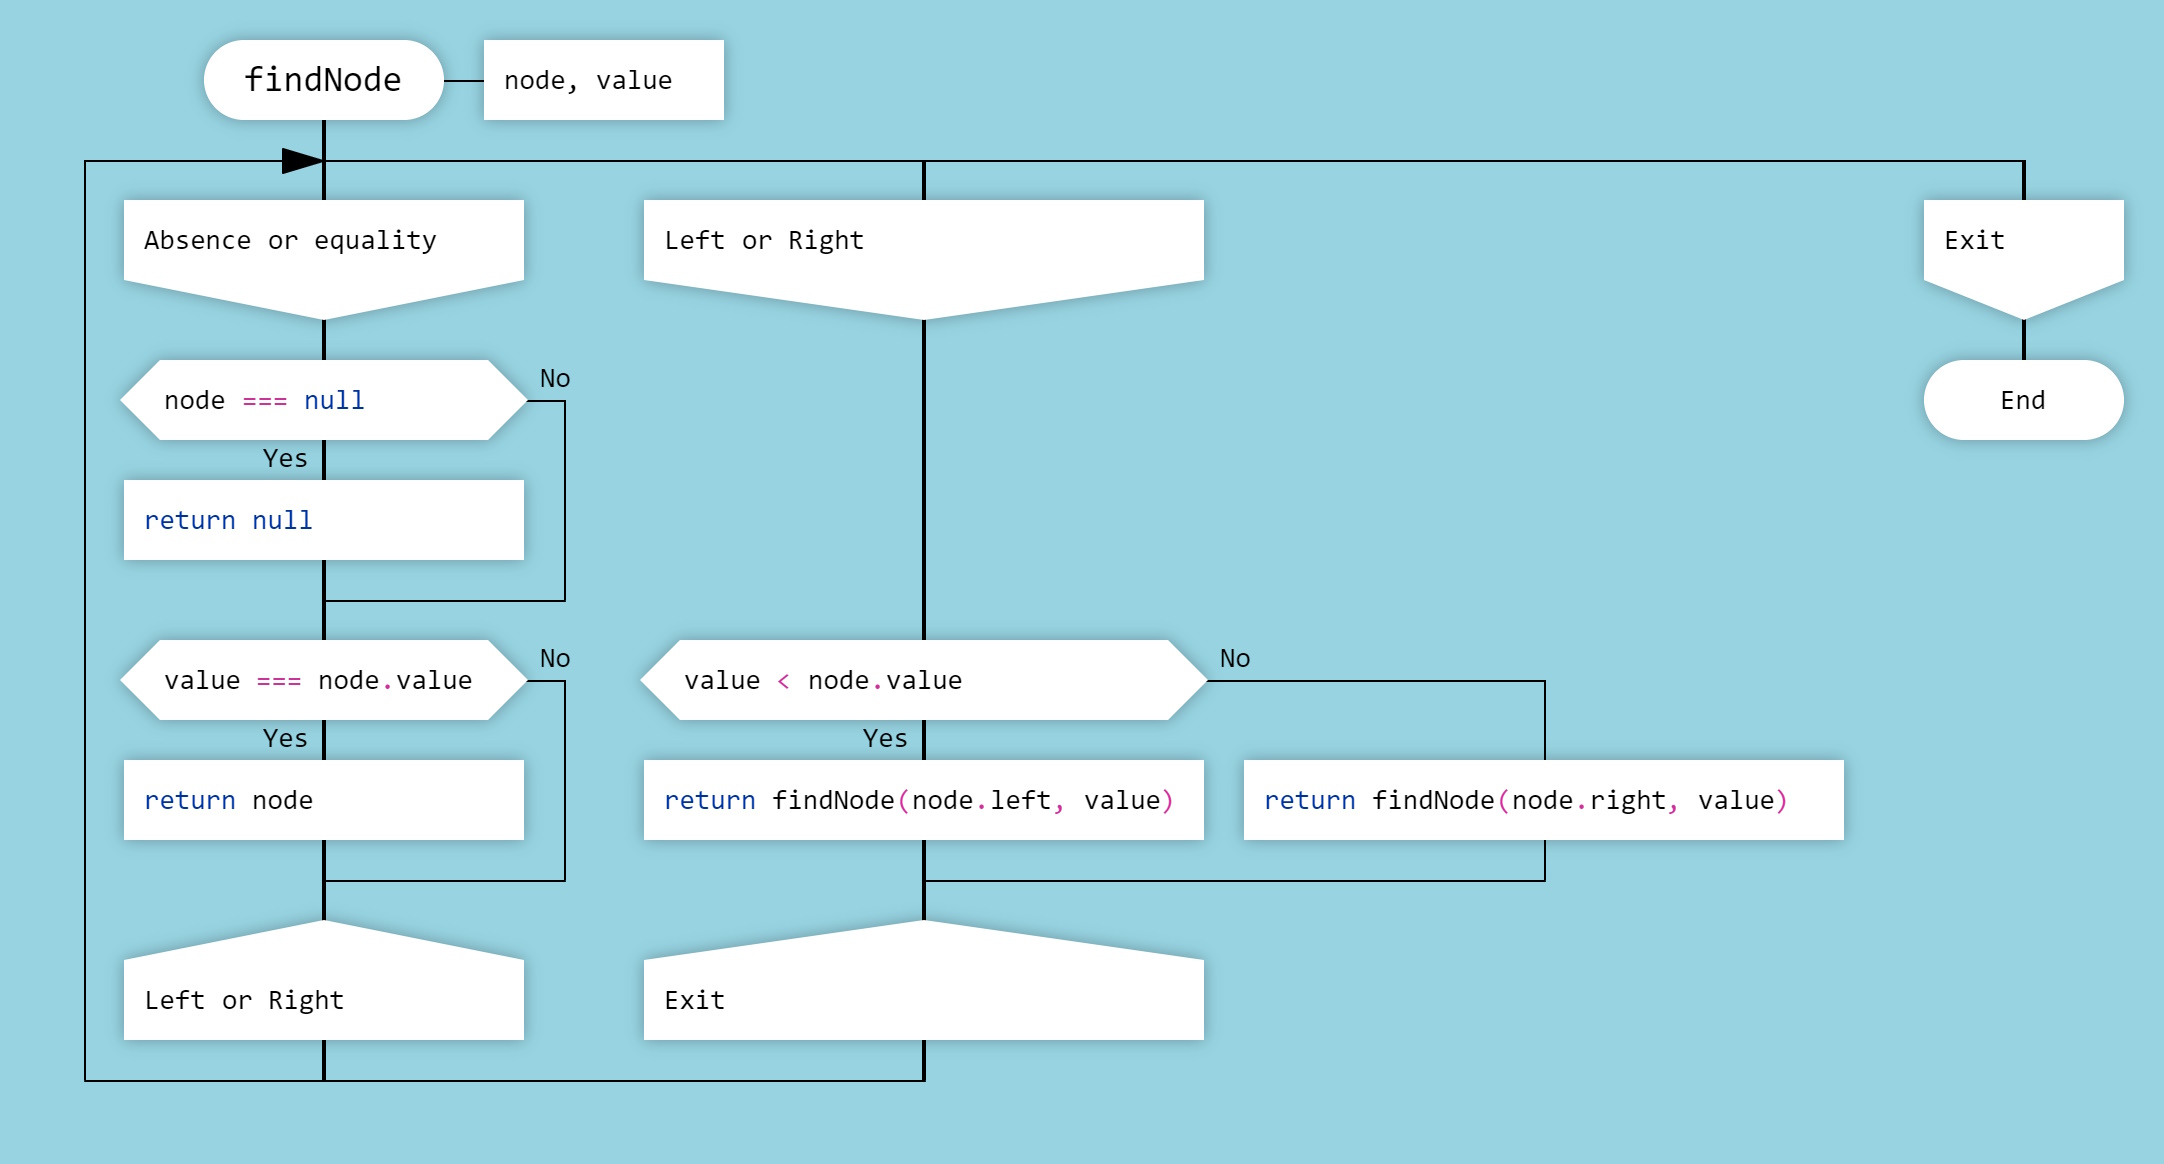 findNode
node, value
Absence or equality
node === null
No
Yes
return null
value === node.value
No
Yes
return node
Left or Right
Left or Right
value < node.value
No
Yes
return findNode(node.left, value)
return findNode(node.right, value)
Exit
Exit
End